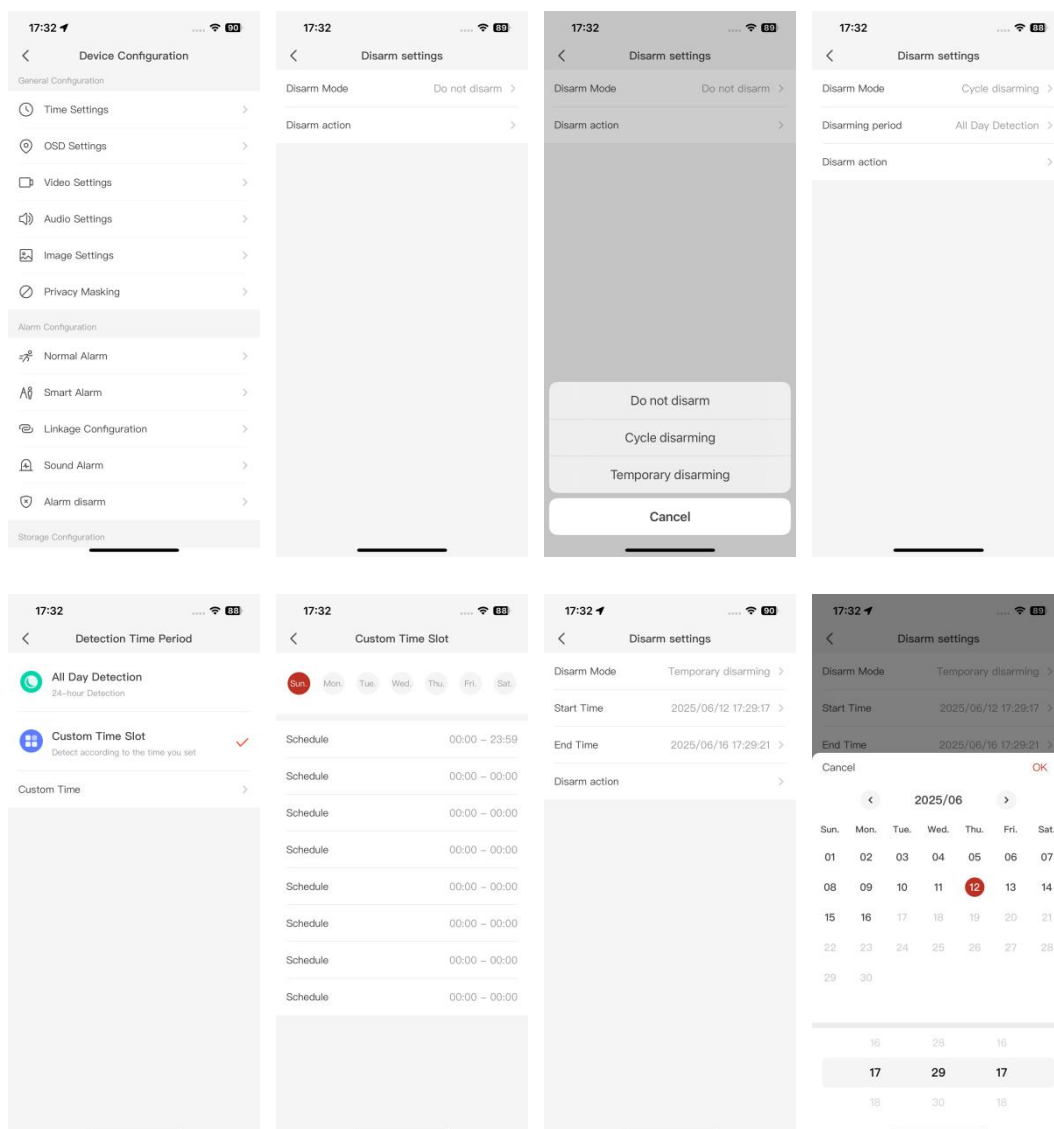 17:32 90
Device Configuration
General Configuration
Time Settings
OSD Settings
Video Settings
Audio Settings
Image Settings
Privacy Masking
Alarm Configuration
Normal Alarm
Smart Alarm
Linkage Configuration
Sound Alarm
Alarm disarm
Storage Configuration
17:32 89
Disarm settings
Disarm Mode Do not disarm
Disarm action
17:32 89
Disarm settings
Disarm Mode Do not disarm
Disarm action
Do not disarm
Cycle disarming
Temporary disarming
Cancel
17:32 88
Disarm settings
Disarm Mode Cycle disarming
Disarming period All Day Detection
Disarm action
17:32 88
Detection Time Period
All Day Detection
24-hour Detection
Custom Time Slot
Detect according to the time you set
Custom Time
17:32 88
Custom Time Slot
Sun. Mon. Tue. Wed. Thu. Fri. Sat.
Schedule 00:00 - 23:59
Schedule 00:00 - 00:00
Schedule 00:00 - 00:00
Schedule 00:00 - 00:00
Schedule 00:00 - 00:00
Schedule 00:00 - 00:00
Schedule 00:00 - 00:00
Schedule 00:00 - 00:00
17:32 90
Disarm settings
Disarm Mode Temporary disarming
Start Time 2025/06/12 17:29:17
End Time 2025/06/16 17:29:21
Disarm action
17:32 89
Disarm settings
Disarm Mode Temporary disarming
Start Time 2025/06/12 17:29:17
End Time 2025/06/16 17:29:21
Cancel OK
2025/06
Sun. Mon. Tue. Wed. Thu. Fri. Sat.
01 02 03 04 05 06 07
08 09 10 11 12 13 14
15 16 17 18 19 20 21
22 23 24 25 26 27 28
29 30
16 28 16
17 29 17
18 30 18